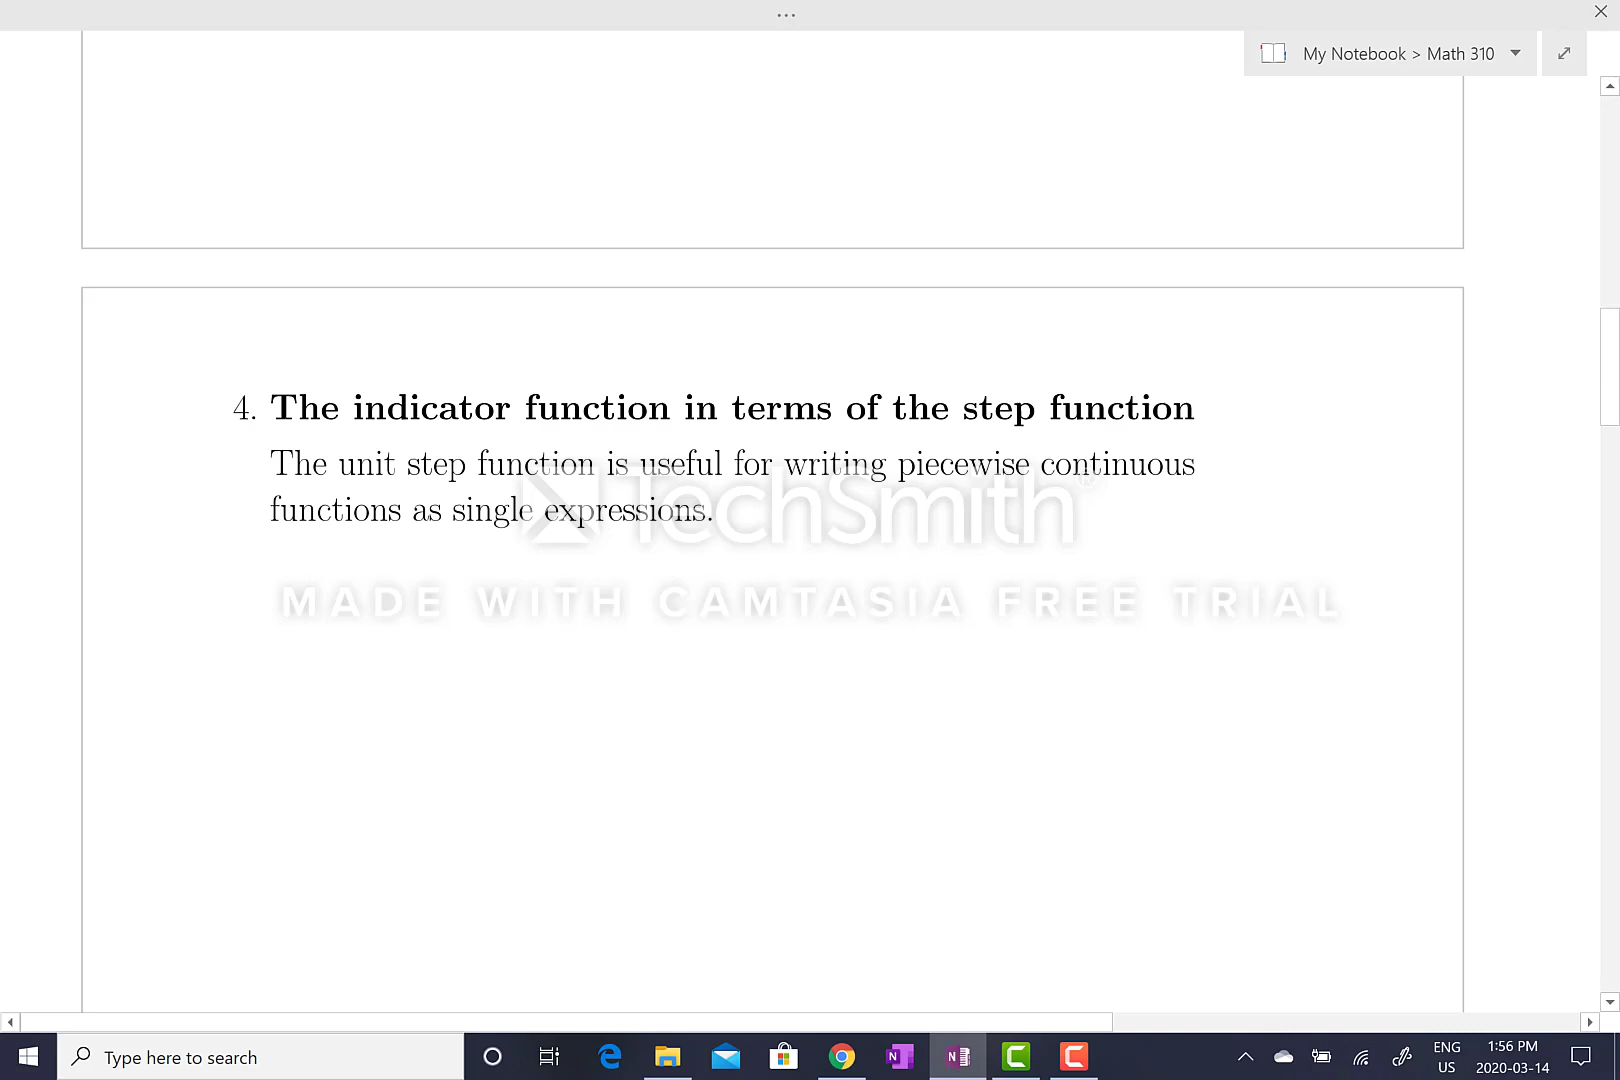 ...
My Notebook > Math 310
4. The indicator function in terms of the step function
The unit step function is useful for writing piecewise continuous
functions as single expressions.
TechSmith®
MADE WITH CAMTASIA FREE TRIAL
Type here to search
ENG
US
1:56 PM
2020-03-14